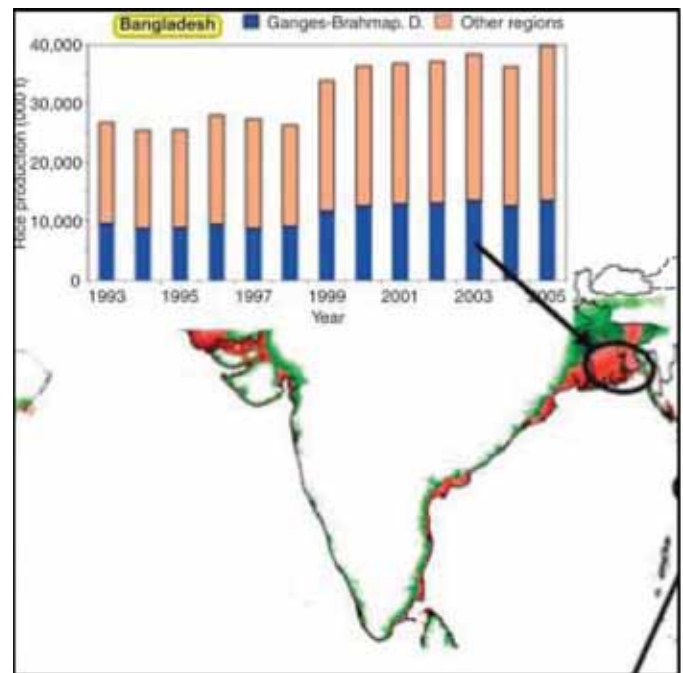 Bangladesh Ganges-Brahmap. D. Other regions
Rice production (000 t)
40,000
30,000
20,000
10,000
0
1993 1995 1997 1999 2001 2003 2005
Year